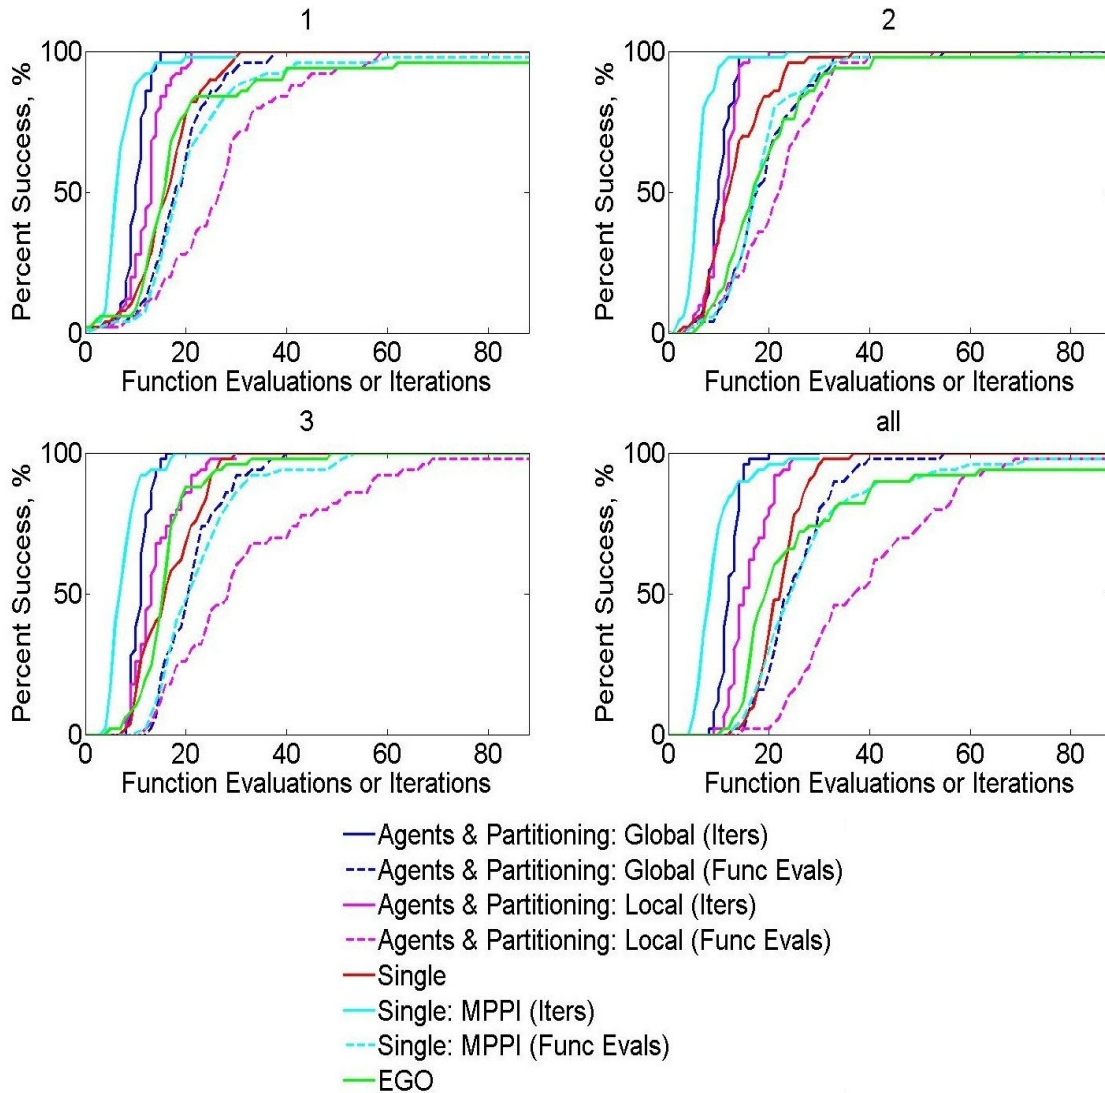 1
2
100
50
0
Percent Success, %
0 20 40 60 80
Function Evaluations or Iterations
100
50
0
Percent Success, %
0 20 40 60 80
Function Evaluations or Iterations
3
all
100
50
0
Percent Success, %
0 20 40 60 80
Function Evaluations or Iterations
100
50
0
Percent Success, %
0 20 40 60 80
Function Evaluations or Iterations
Agents & Partitioning: Global (Iters)
Agents & Partitioning: Global (Func Evals)
Agents & Partitioning: Local (Iters)
Agents & Partitioning: Local (Func Evals)
Single
Single: MPPI (Iters)
Single: MPPI (Func Evals)
EGO